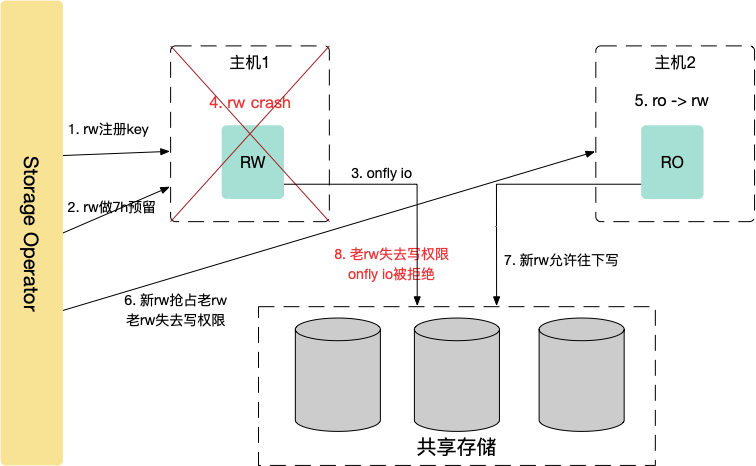 Storage Operator
主机1
主机2
4. rw crash
5. ro -> rw
1. rw注册key
RW
RO
3. onfly io
2. rw做7h预留
8. 老rw失去写权限
onfly io被拒绝
7. 新rw允许往下写
6. 新rw抢占老rw
老rw失去写权限
共享存储